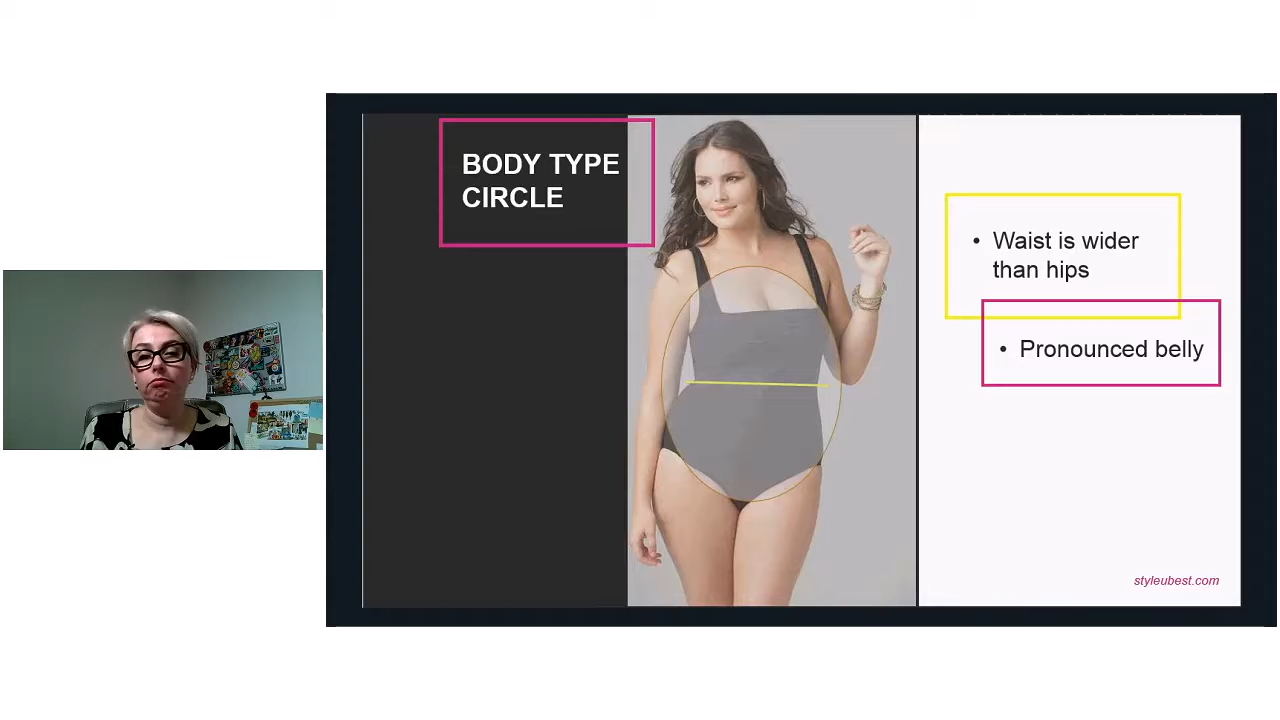 BODY TYPE
CIRCLE
• Waist is wider
than hips
• Pronounced belly
styleubest.com